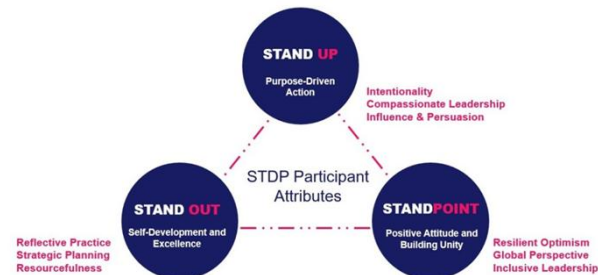 STAND UP
Purpose-Driven
Action
Intentionality
Compassionate Leadership
Influence & Persuasion
STDP Participant
Attributes
STAND OUT
Self-Development and
Excellence
Reflective Practice
Strategic Planning
Resourcefulness
STANDPOINT
Positive Attitude and
Building Unity
Resilient Optimism
Global Perspective
Inclusive Leadership